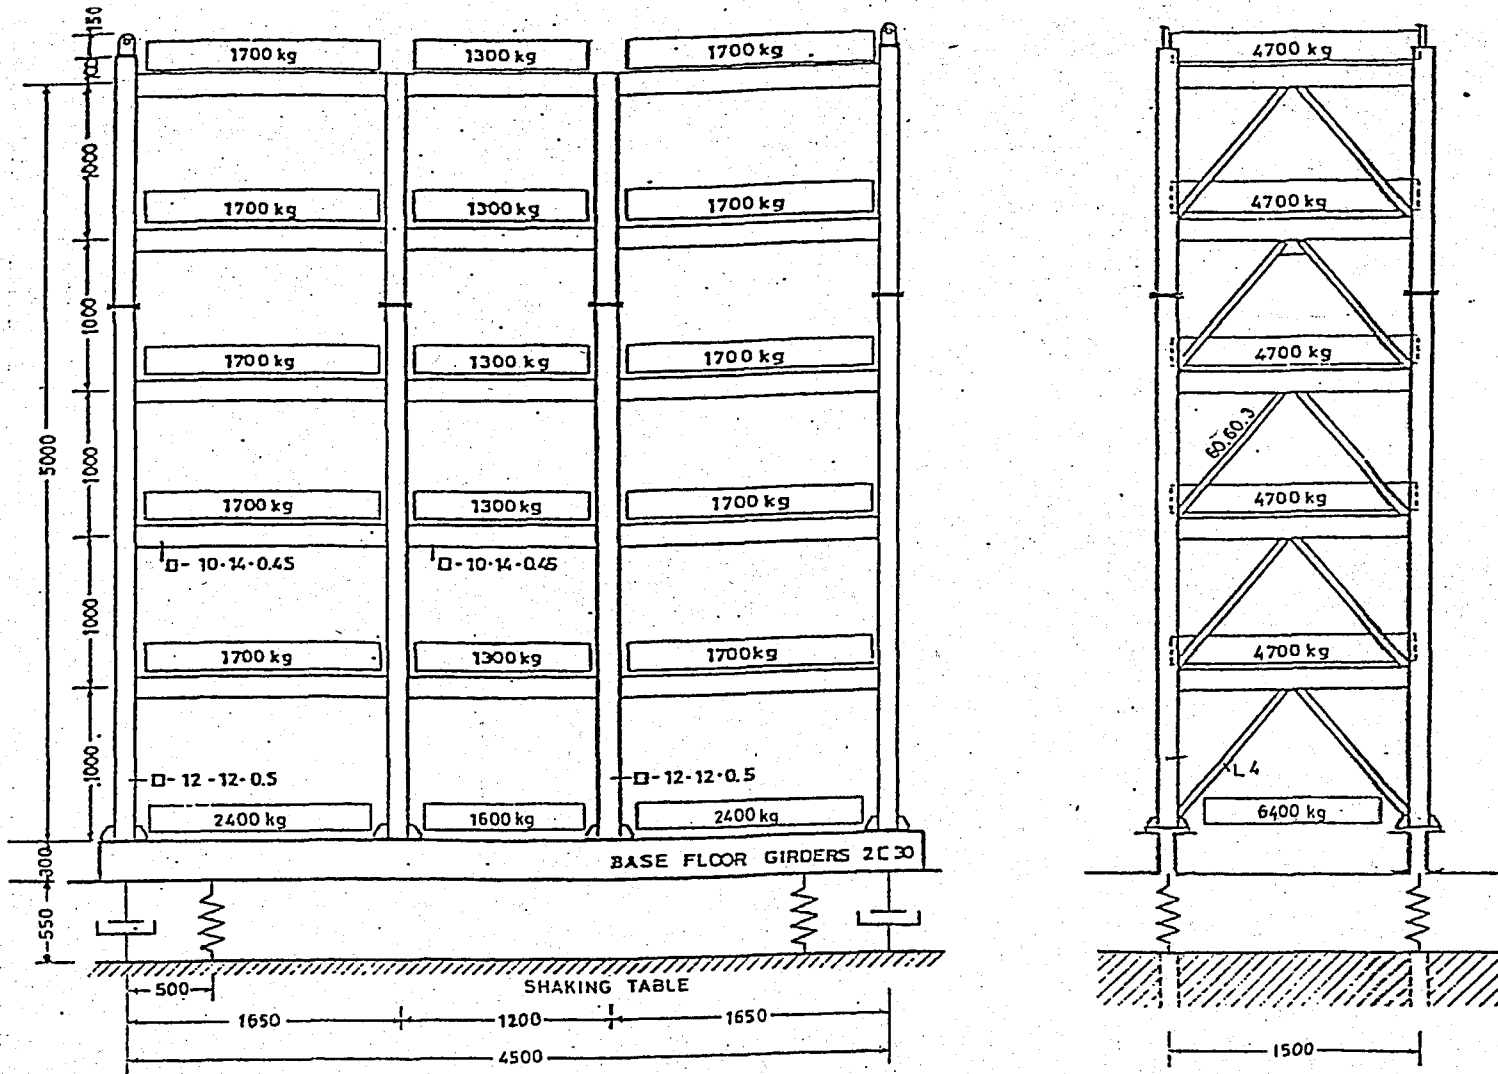 150
1700 kg 1300 kg 1700 kg 4700 kg
100
1000
1700 kg 1300 kg 1700 kg 4700 kg
1000
1700 kg 1300 kg 1700 kg 4700 kg
5000
1000
60.60.3
1700 kg 1300 kg 1700 kg 4700 kg
□- 10·14·0.45 □-10·14·0.45
1000
1700 kg 1300 kg 1700 kg 4700 kg
1000
□- 12 -12-0.5 □-12-12-0.5 L 4
2400 kg 1600 kg 2400 kg 6400 kg
300
BASE FLOOR GIRDERS 2 [ 30
550
500 SHAKING TABLE
1650 1200 1650
4500 1500